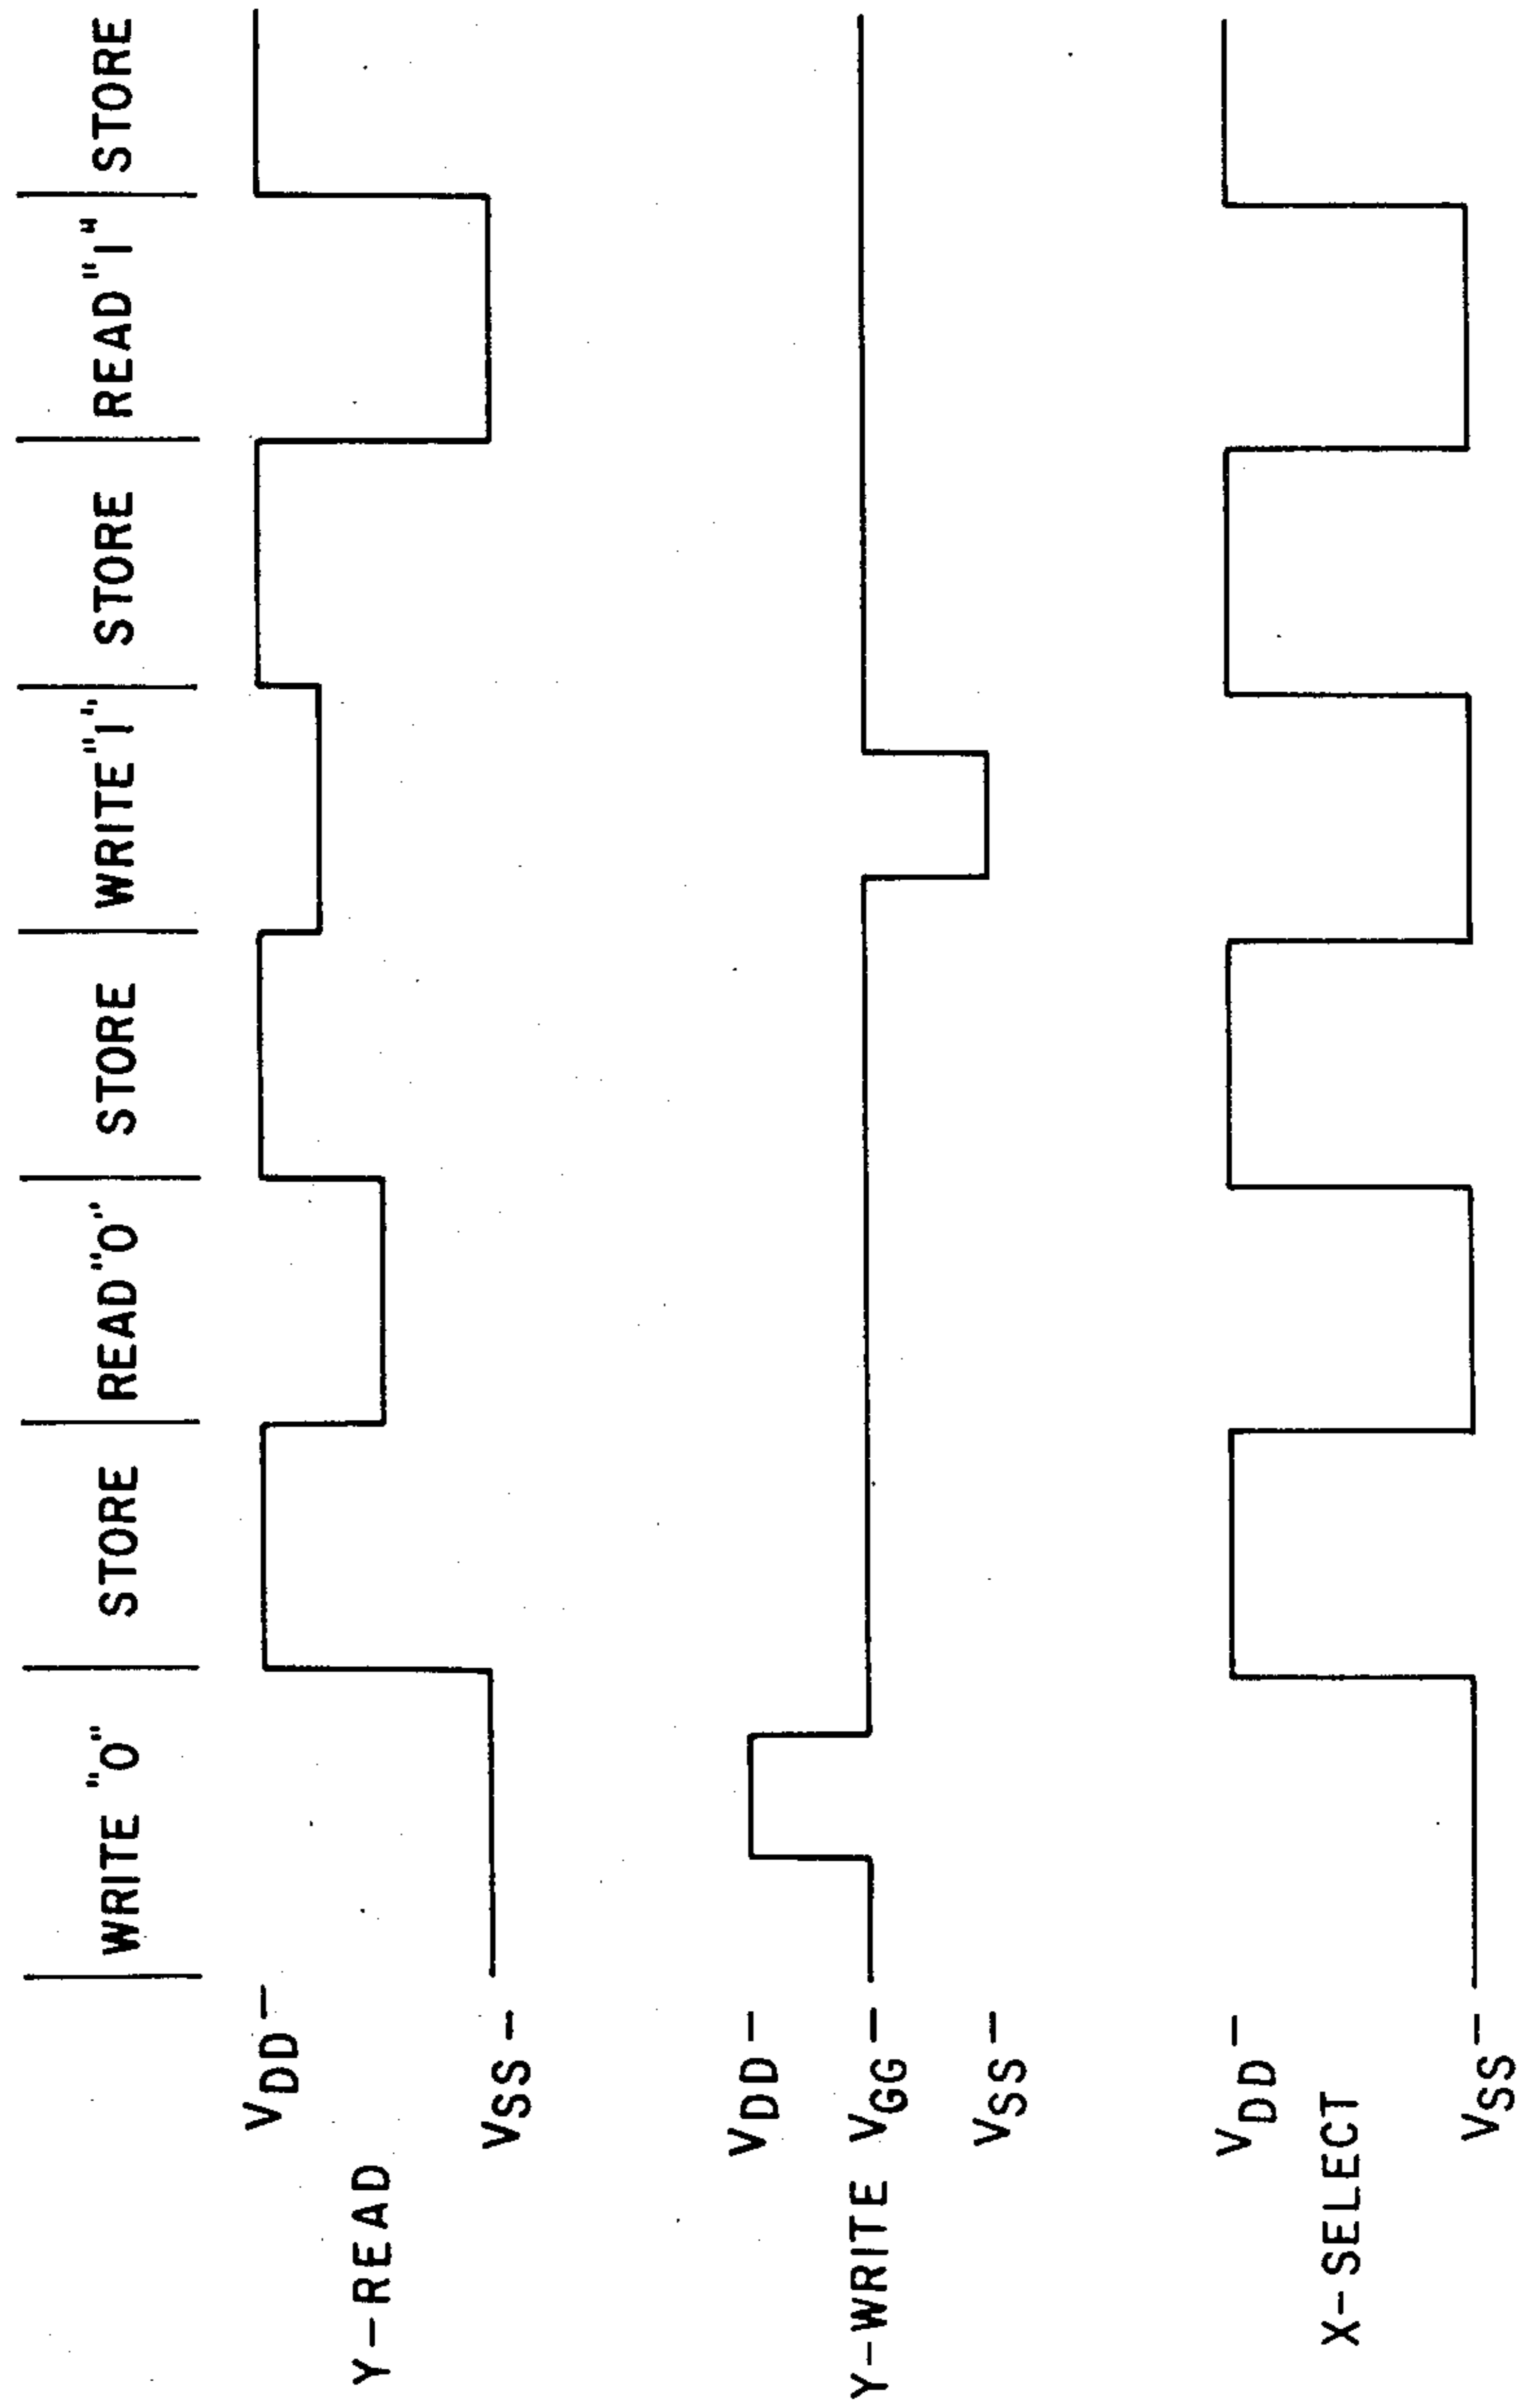 WRITE "0" STORE READ"0" STORE WRITE"1" STORE READ"1" STORE
VDD
Y-READ
VSS
VDD
Y-WRITE VGG
VSS
VDD
X-SELECT
VSS